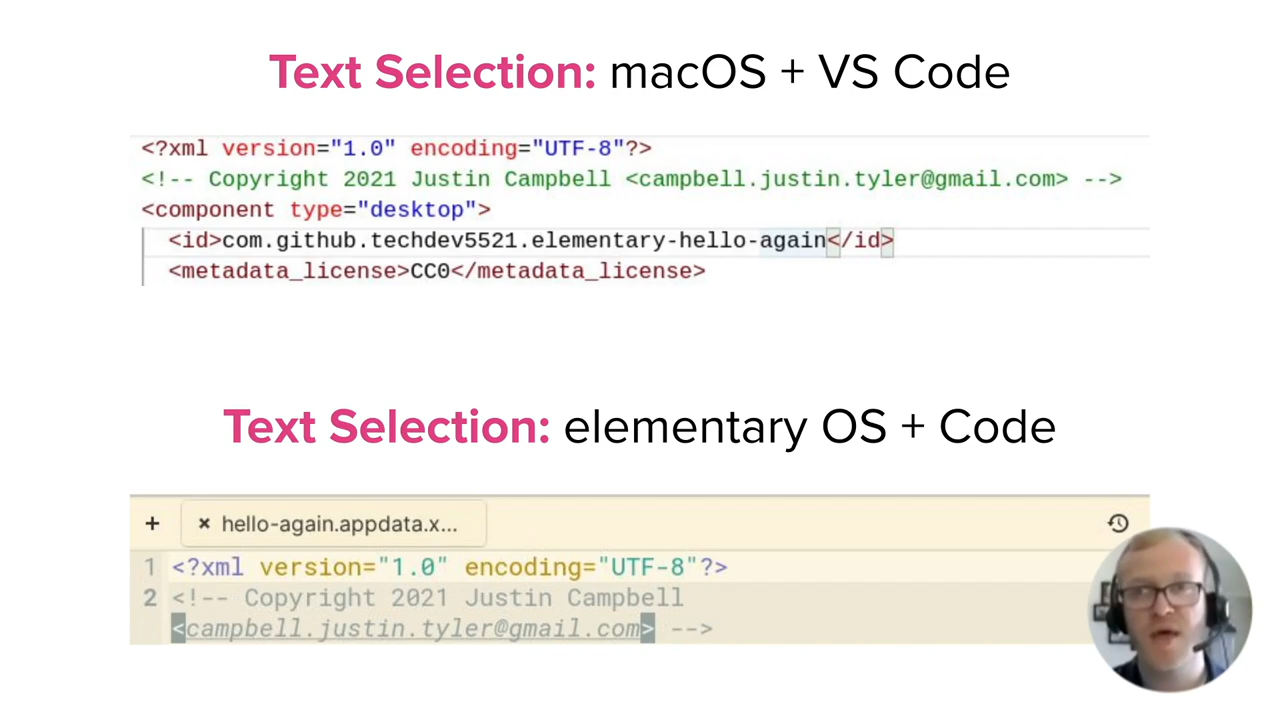 Text Selection: macOS + VS Code
<?xml version="1.0" encoding="UTF-8"?>
<!-- Copyright 2021 Justin Campbell <campbell.justin.tyler@gmail.com> -->
<component type="desktop">
<id>com.github.techdev5521.elementary-hello-again</id>
<metadata_license>CC0</metadata_license>
Text Selection: elementary OS + Code
+ × hello-again.appdata.x...
1 <?xml version="1.0" encoding="UTF-8"?>
2 <!-- Copyright 2021 Justin Campbell
<campbell.justin.tyler@gmail.com> -->